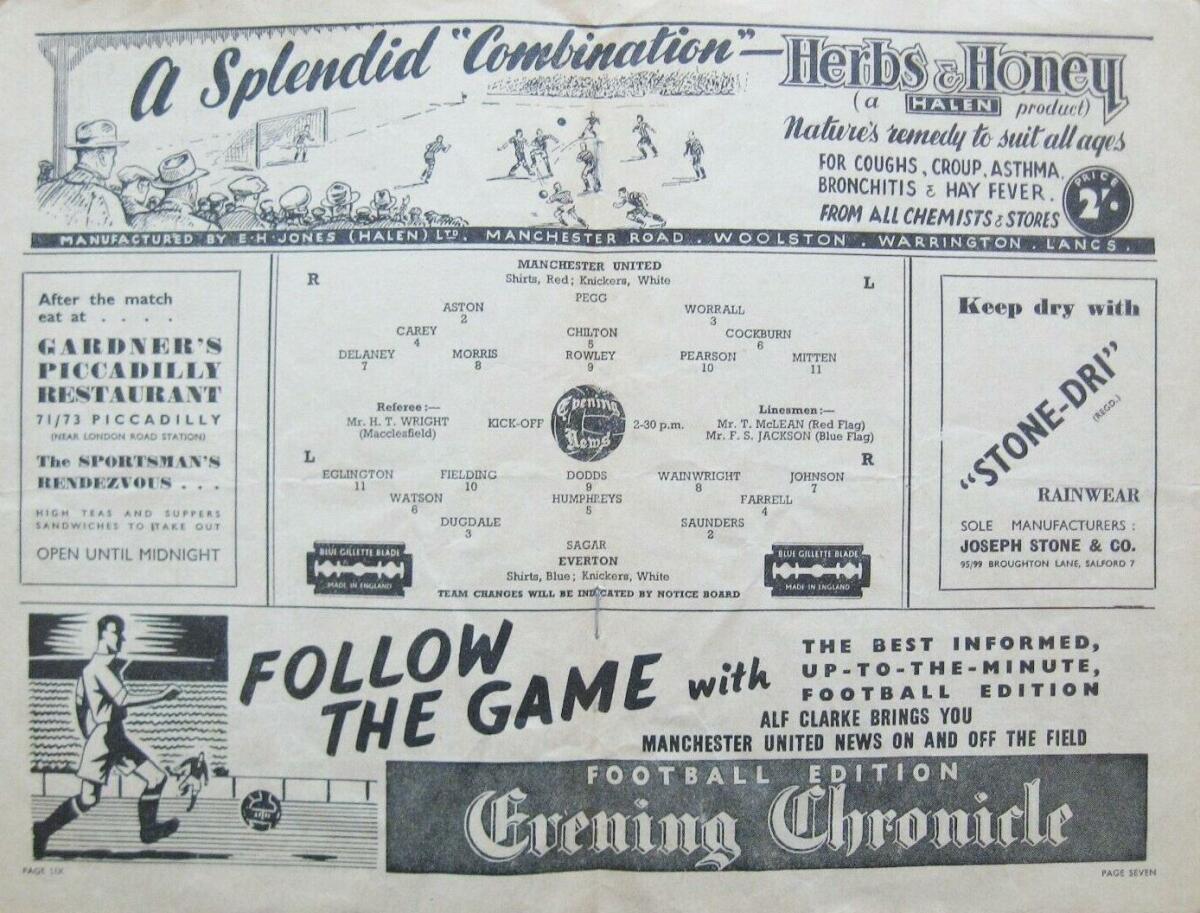 A Splendid "Combination"—
Herbs & Honey
(a HALEN product)
Nature's remedy to suit all ages
FOR COUGHS, CROUP, ASTHMA.
BRONCHITIS & HAY FEVER.
FROM ALL CHEMISTS & STORES
PRICE
2/-
MANUFACTURED BY E·H·JONES (HALEN) LTD. MANCHESTER ROAD. WOOLSTON. WARRINGTON. LANCS.
After the match
eat at . . . .
GARDNER'S
PICCADILLY
RESTAURANT
71/73 PICCADILLY
(NEAR LONDON ROAD STATION)
The SPORTSMAN'S
RENDEZVOUS . . .
HIGH TEAS AND SUPPERS
SANDWICHES TO TAKE OUT
OPEN UNTIL MIDNIGHT
MANCHESTER UNITED
R Shirts, Red; Knickers, White L
PEGG
ASTON WORRALL
2 3
CAREY CHILTON COCKBURN
4 5 6
DELANEY MORRIS ROWLEY PEARSON MITTEN
7 8 9 10 11
Referee:— Linesmen:—
Mr. H. T. WRIGHT KICK-OFF Evening News 2-30 p.m. Mr. T. McLEAN (Red Flag)
(Macclesfield) Mr. F. S. JACKSON (Blue Flag)
L R
EGLINGTON FIELDING DODDS WAINWRIGHT JOHNSON
11 10 9 8 7
WATSON HUMPHREYS FARRELL
6 5 4
DUGDALE SAUNDERS
3 2
SAGAR
EVERTON
Shirts, Blue; Knickers, White
BLUE GILLETTE BLADE
MADE IN ENGLAND
BLUE GILLETTE BLADE
MADE IN ENGLAND
TEAM CHANGES WILL BE INDICATED BY NOTICE BOARD
Keep dry with
"STONE-DRI"
(REGD.)
RAINWEAR
SOLE MANUFACTURERS:
JOSEPH STONE & CO.
95/99 BROUGHTON LANE, SALFORD 7
FOLLOW
THE GAME with
THE BEST INFORMED,
UP-TO-THE-MINUTE,
FOOTBALL EDITION
ALF CLARKE BRINGS YOU
MANCHESTER UNITED NEWS ON AND OFF THE FIELD
FOOTBALL EDITION
Evening Chronicle
PAGE SIX
PAGE SEVEN